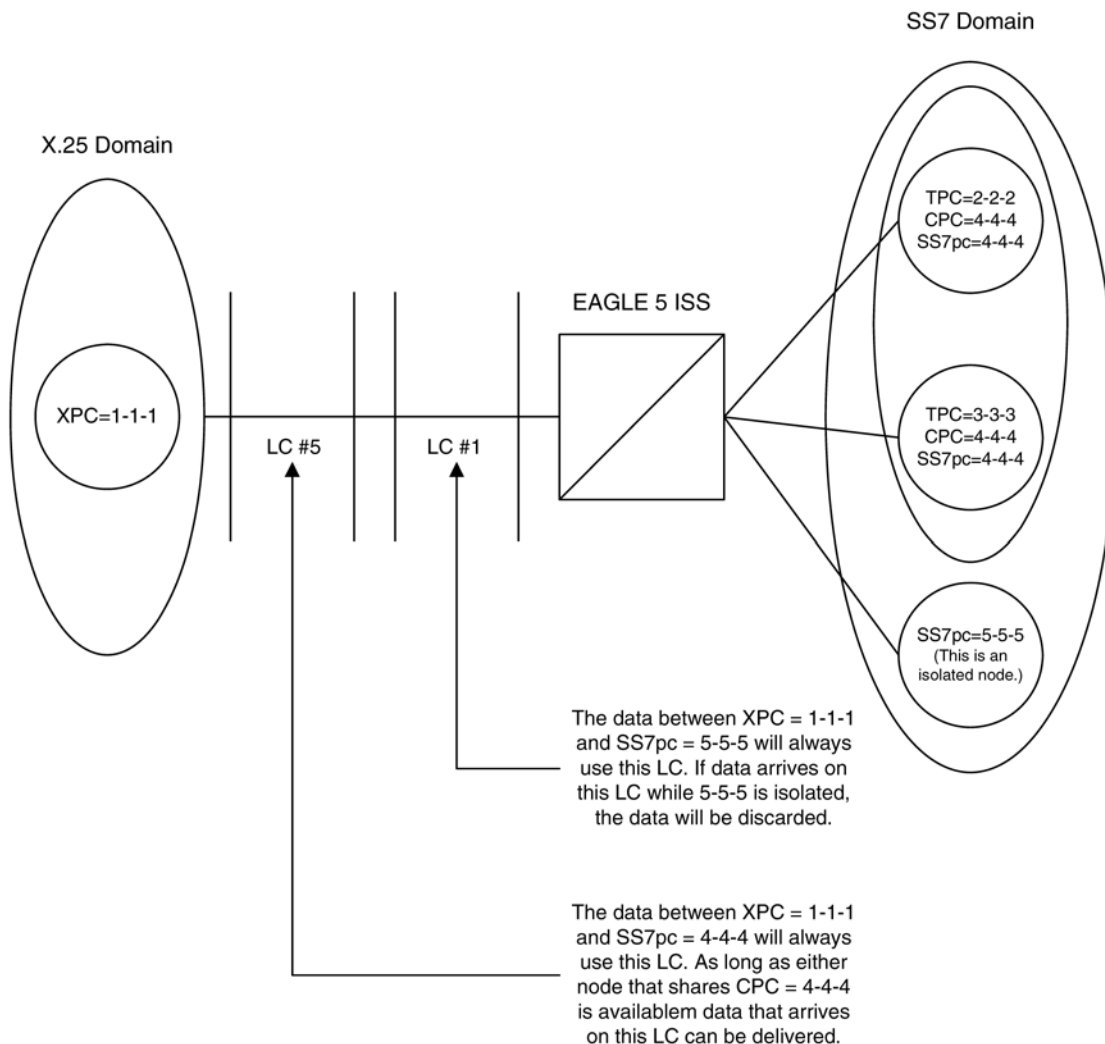 SS7 Domain
X.25 Domain
TPC=2-2-2
CPC=4-4-4
SS7pc=4-4-4
EAGLE 5 ISS
XPC=1-1-1
LC #5
LC #1
TPC=3-3-3
CPC=4-4-4
SS7pc=4-4-4
SS7pc=5-5-5
(This is an
isolated node.)
The data between XPC = 1-1-1
and SS7pc = 5-5-5 will always
use this LC. If data arrives on
this LC while 5-5-5 is isolated,
the data will be discarded.
The data between XPC = 1-1-1
and SS7pc = 4-4-4 will always
use this LC. As long as either
node that shares CPC = 4-4-4
is availablem data that arrives
on this LC can be delivered.